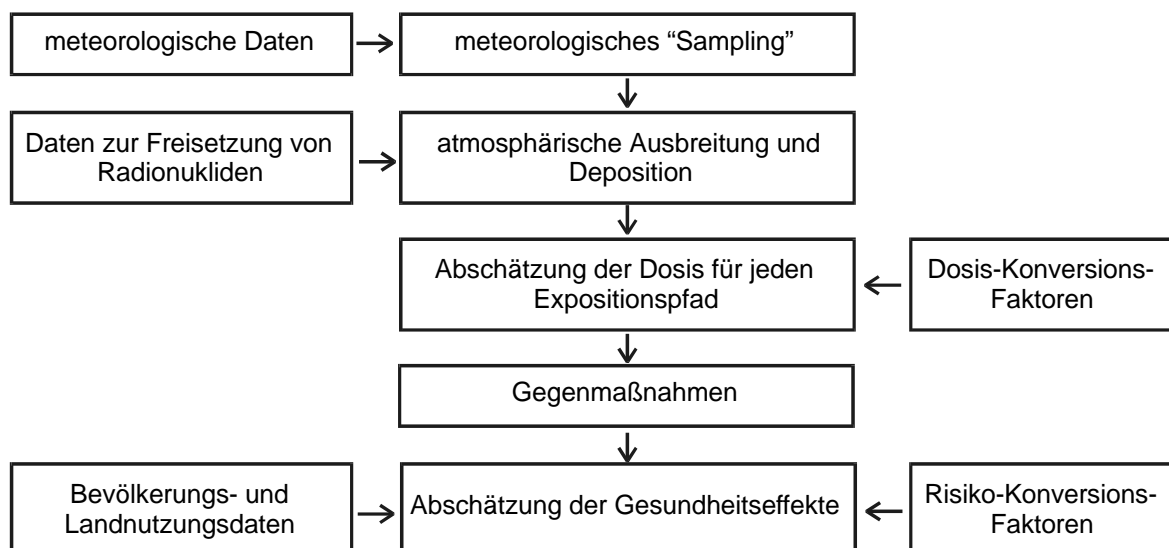 meteorologische Daten
meteorologisches “Sampling”
Daten zur Freisetzung von
Radionukliden
atmosphärische Ausbreitung und
Deposition
Abschätzung der Dosis für jeden
Expositionspfad
Dosis-Konversions-
Faktoren
Gegenmaßnahmen
Bevölkerungs- und
Landnutzungsdaten
Abschätzung der Gesundheitseffekte
Risiko-Konversions-
Faktoren